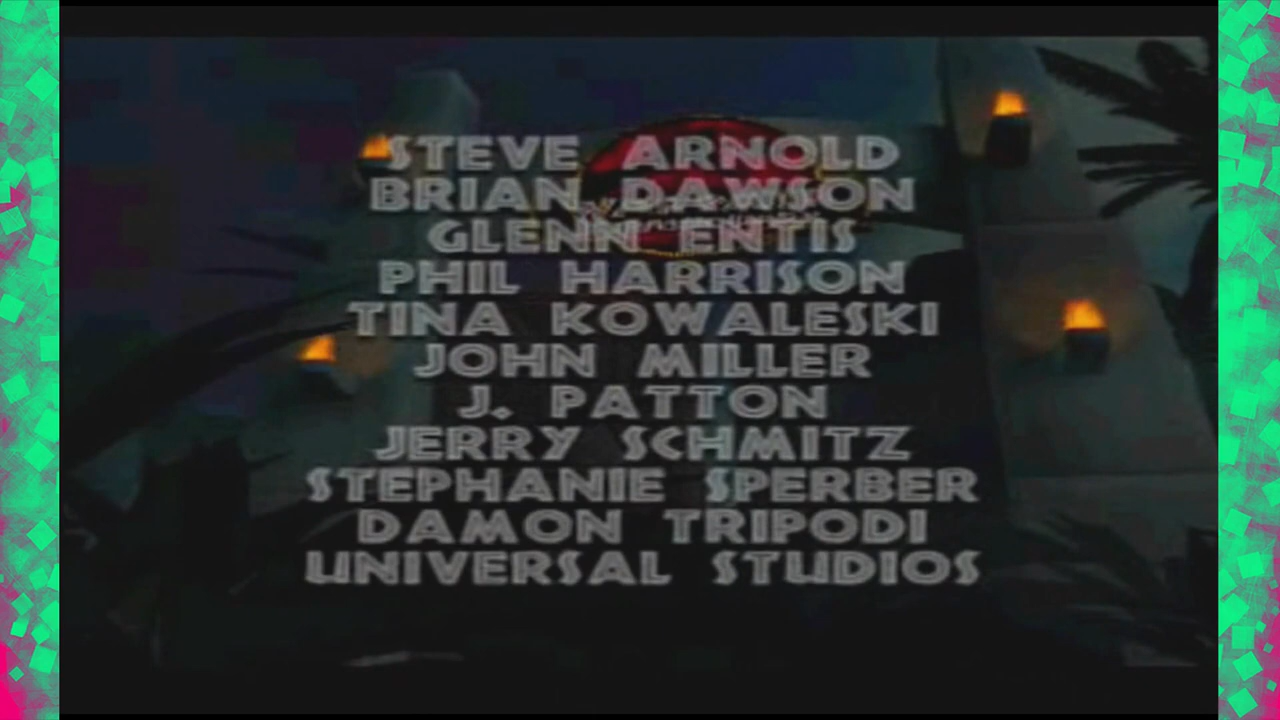 STEVE ARNOLD
BRIAN DAWSON
GLENN ENTIS
PHIL HARRISON
TINA KOWALESKI
JOHN MILLER
J. PATTON
JERRY SCHMITZ
STEPHANIE SPERBER
DAMON TRIPODI
UNIVERSAL STUDIOS